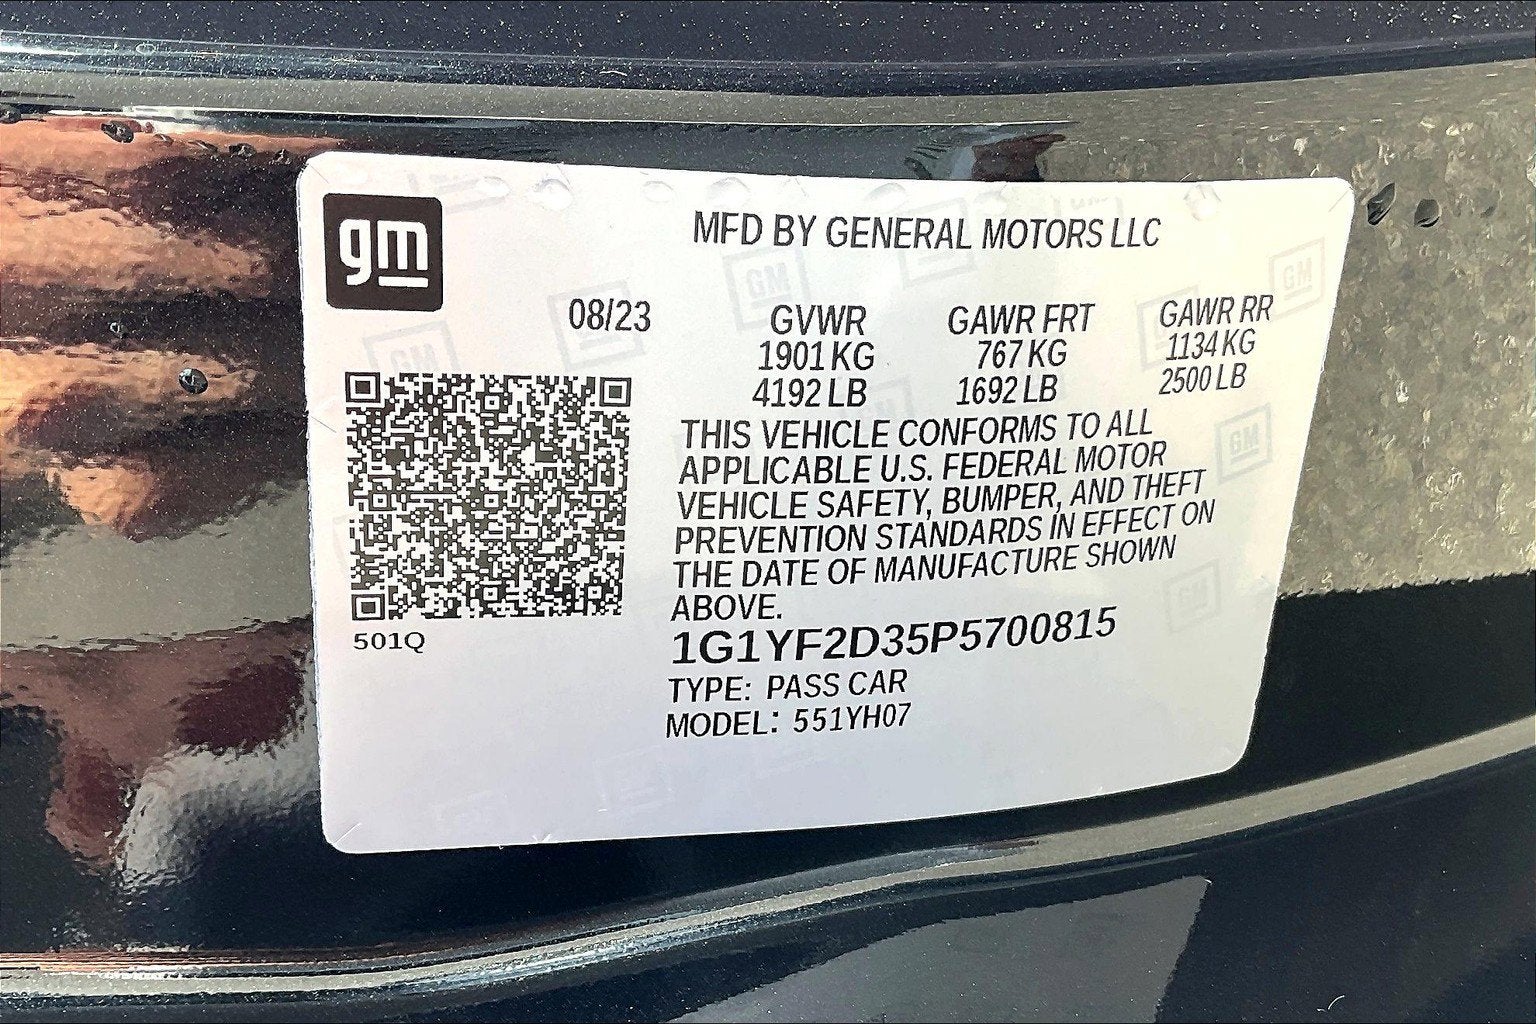 gm
MFD BY GENERAL MOTORS LLC
08/23 GVWR GAWR FRT GAWR RR
1901 KG 767 KG 1134 KG
4192 LB 1692 LB 2500 LB
THIS VEHICLE CONFORMS TO ALL
APPLICABLE U.S. FEDERAL MOTOR
VEHICLE SAFETY, BUMPER, AND THEFT
PREVENTION STANDARDS IN EFFECT ON
THE DATE OF MANUFACTURE SHOWN
ABOVE.
501Q
1G1YF2D35P5700815
TYPE: PASS CAR
MODEL: 551YH07